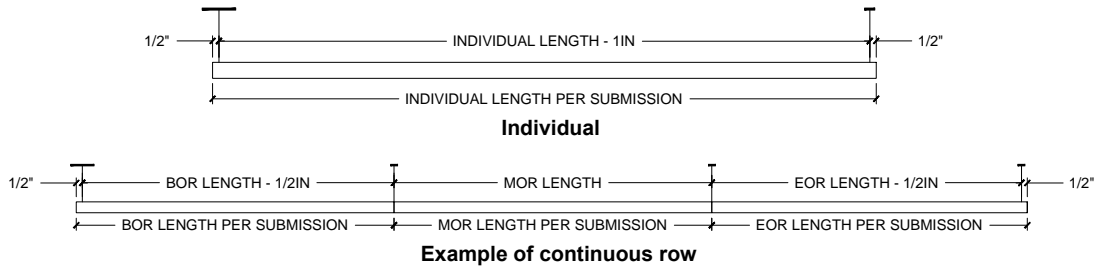 1/2" INDIVIDUAL LENGTH - 1IN 1/2"
INDIVIDUAL LENGTH PER SUBMISSION
Individual
1/2" BOR LENGTH - 1/2IN MOR LENGTH EOR LENGTH - 1/2IN 1/2"
BOR LENGTH PER SUBMISSION MOR LENGTH PER SUBMISSION EOR LENGTH PER SUBMISSION
Example of continuous row